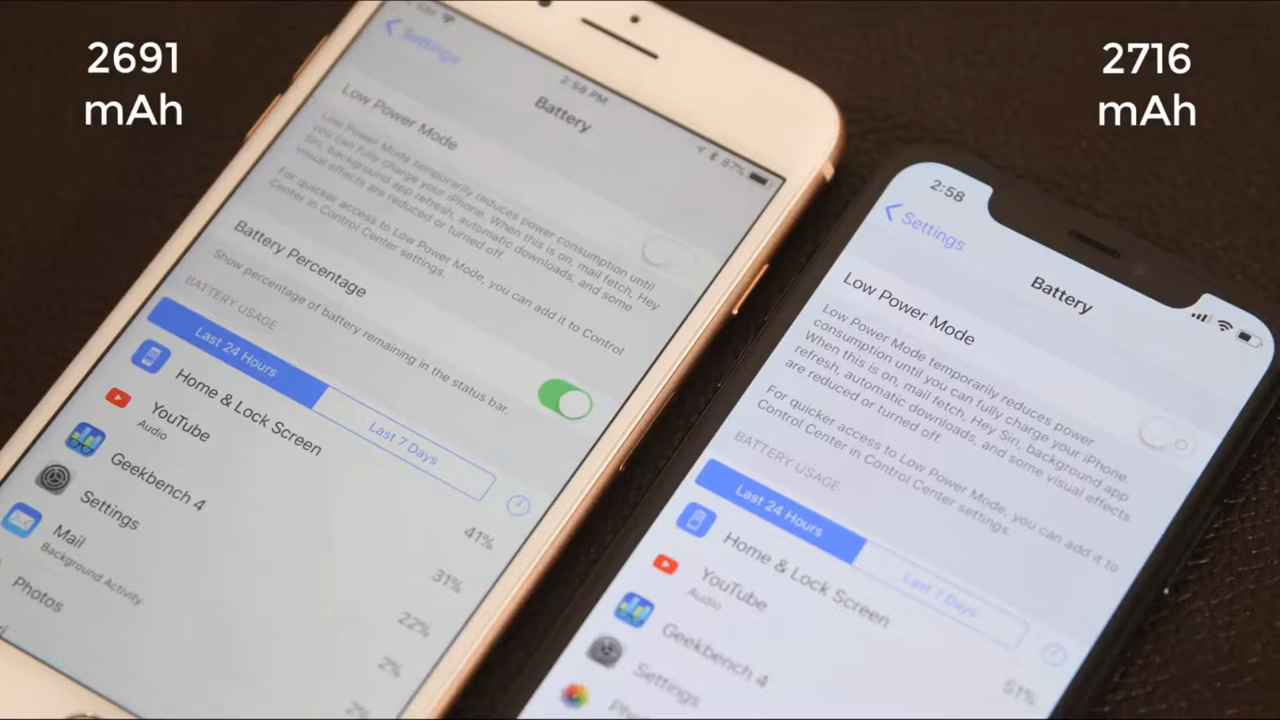 2691
mAh
2716
mAh
Settings
2:58 PM
87%
Battery
Low Power Mode
Low Power Mode temporarily reduces power consumption until
you can fully charge your iPhone. When this is on, mail fetch, Hey
Siri, background app refresh, automatic downloads, and some
visual effects are reduced or turned off.
For quicker access to Low Power Mode, you can add it to Control
Center in Control Center settings.
Battery Percentage
Show percentage of battery remaining in the status bar.
BATTERY USAGE
Last 24 Hours
Last 7 Days
Home & Lock Screen
41%
YouTube
Audio
31%
Geekbench 4
22%
Settings
2%
Mail
Background Activity
2%
Photos
2:58
Settings
Battery
Low Power Mode
Low Power Mode temporarily reduces power
consumption until you can fully charge your iPhone.
When this is on, mail fetch, Hey Siri, background app
refresh, automatic downloads, and some visual effects
are reduced or turned off.
For quicker access to Low Power Mode, you can add it to
Control Center in Control Center settings.
BATTERY USAGE
Last 24 Hours
Last 7 Days
Home & Lock Screen
51%
YouTube
Audio
Geekbench 4
Settings